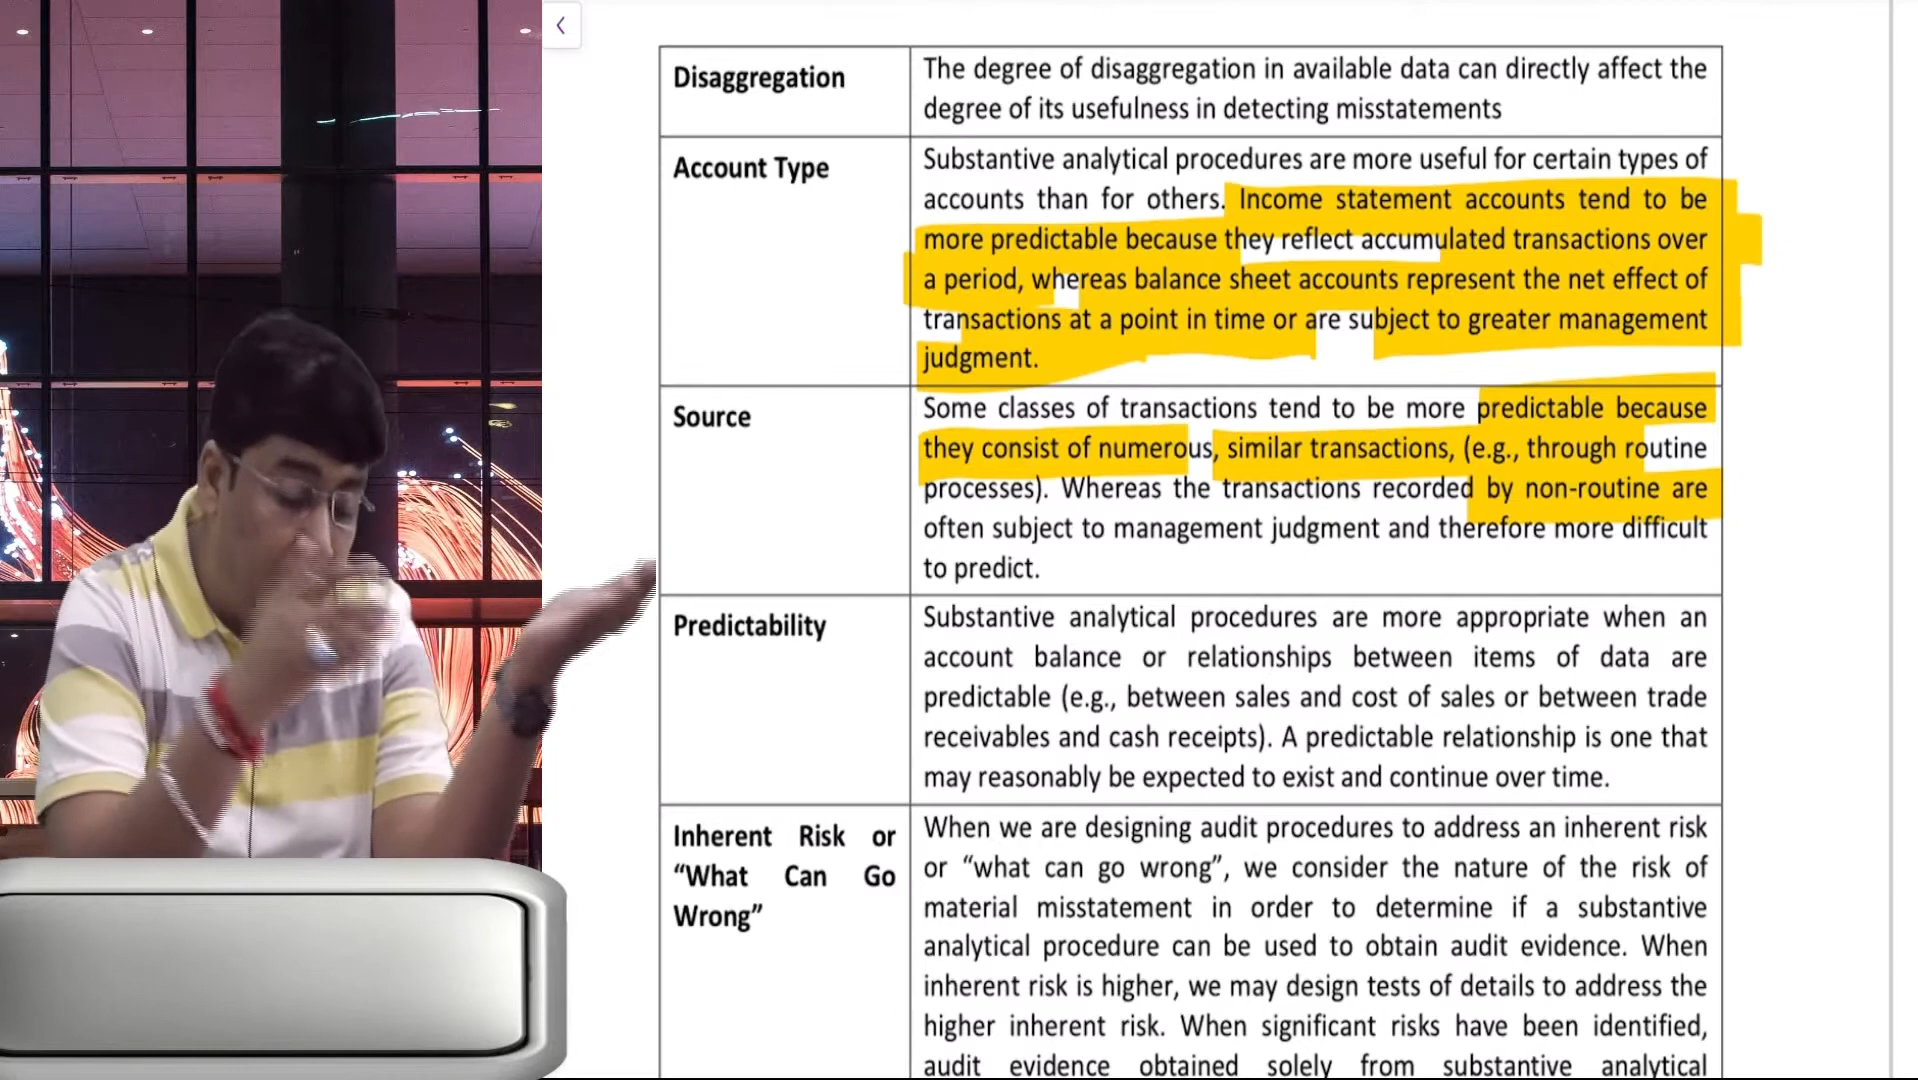 Disaggregation
The degree of disaggregation in available data can directly affect the
degree of its usefulness in detecting misstatements
Account Type
Substantive analytical procedures are more useful for certain types of
accounts than for others. Income statement accounts tend to be
more predictable because they reflect accumulated transactions over
a period, whereas balance sheet accounts represent the net effect of
transactions at a point in time or are subject to greater management
judgment.
Source
Some classes of transactions tend to be more predictable because
they consist of numerous, similar transactions, (e.g., through routine
processes). Whereas the transactions recorded by non-routine are
often subject to management judgment and therefore more difficult
to predict.
Predictability
Substantive analytical procedures are more appropriate when an
account balance or relationships between items of data are
predictable (e.g., between sales and cost of sales or between trade
receivables and cash receipts). A predictable relationship is one that
may reasonably be expected to exist and continue over time.
Inherent Risk or
“What Can Go
Wrong”
When we are designing audit procedures to address an inherent risk
or “what can go wrong”, we consider the nature of the risk of
material misstatement in order to determine if a substantive
analytical procedure can be used to obtain audit evidence. When
inherent risk is higher, we may design tests of details to address the
higher inherent risk. When significant risks have been identified,
audit evidence obtained solely from substantive analytical